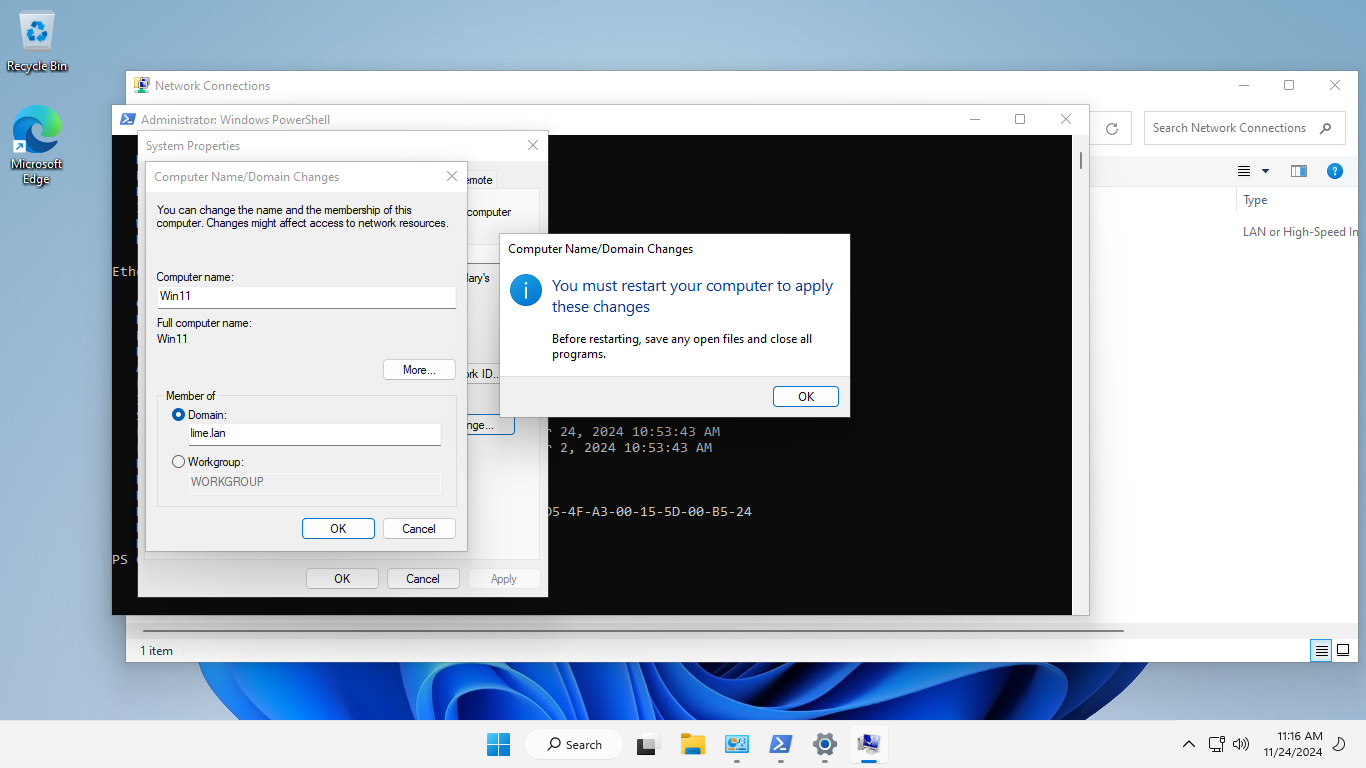 Recycle Bin
Microsoft
Edge
Network Connections
Search Network Connections
Type
LAN or High-Speed In
1 item
Administrator: Windows PowerShell
Ethe
24, 2024 10:53:43 AM
2, 2024 10:53:43 AM
D5-4F-A3-00-15-5D-00-B5-24
PS
System Properties
emote
computer
lary's
ork ID...
nge...
OK
Cancel
Apply
Computer Name/Domain Changes
You can change the name and the membership of this
computer. Changes might affect access to network resources.
Computer name:
Win11
Full computer name:
Win11
More...
Member of
Domain:
lime.lan
Workgroup:
WORKGROUP
OK
Cancel
Computer Name/Domain Changes
You must restart your computer to apply
these changes
Before restarting, save any open files and close all
programs.
OK
Search
11:16 AM
11/24/2024